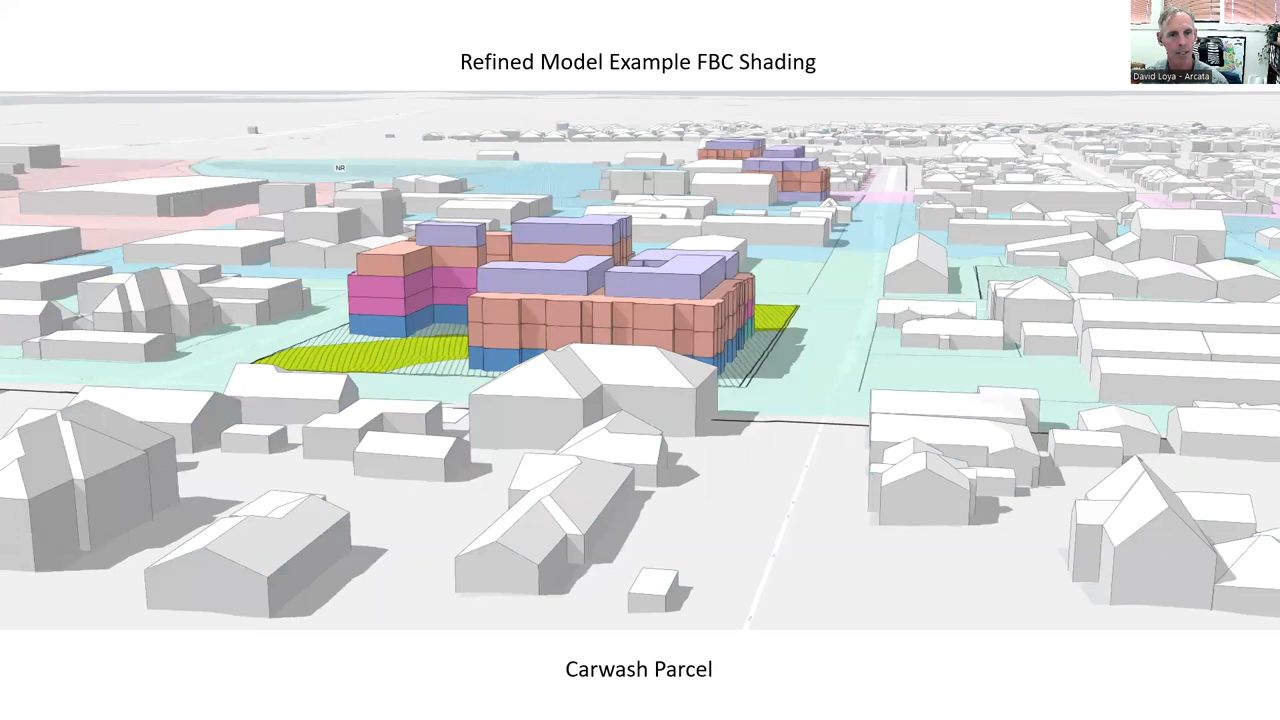 Refined Model Example FBC Shading
David Loya - Arcata
NR
Carwash Parcel